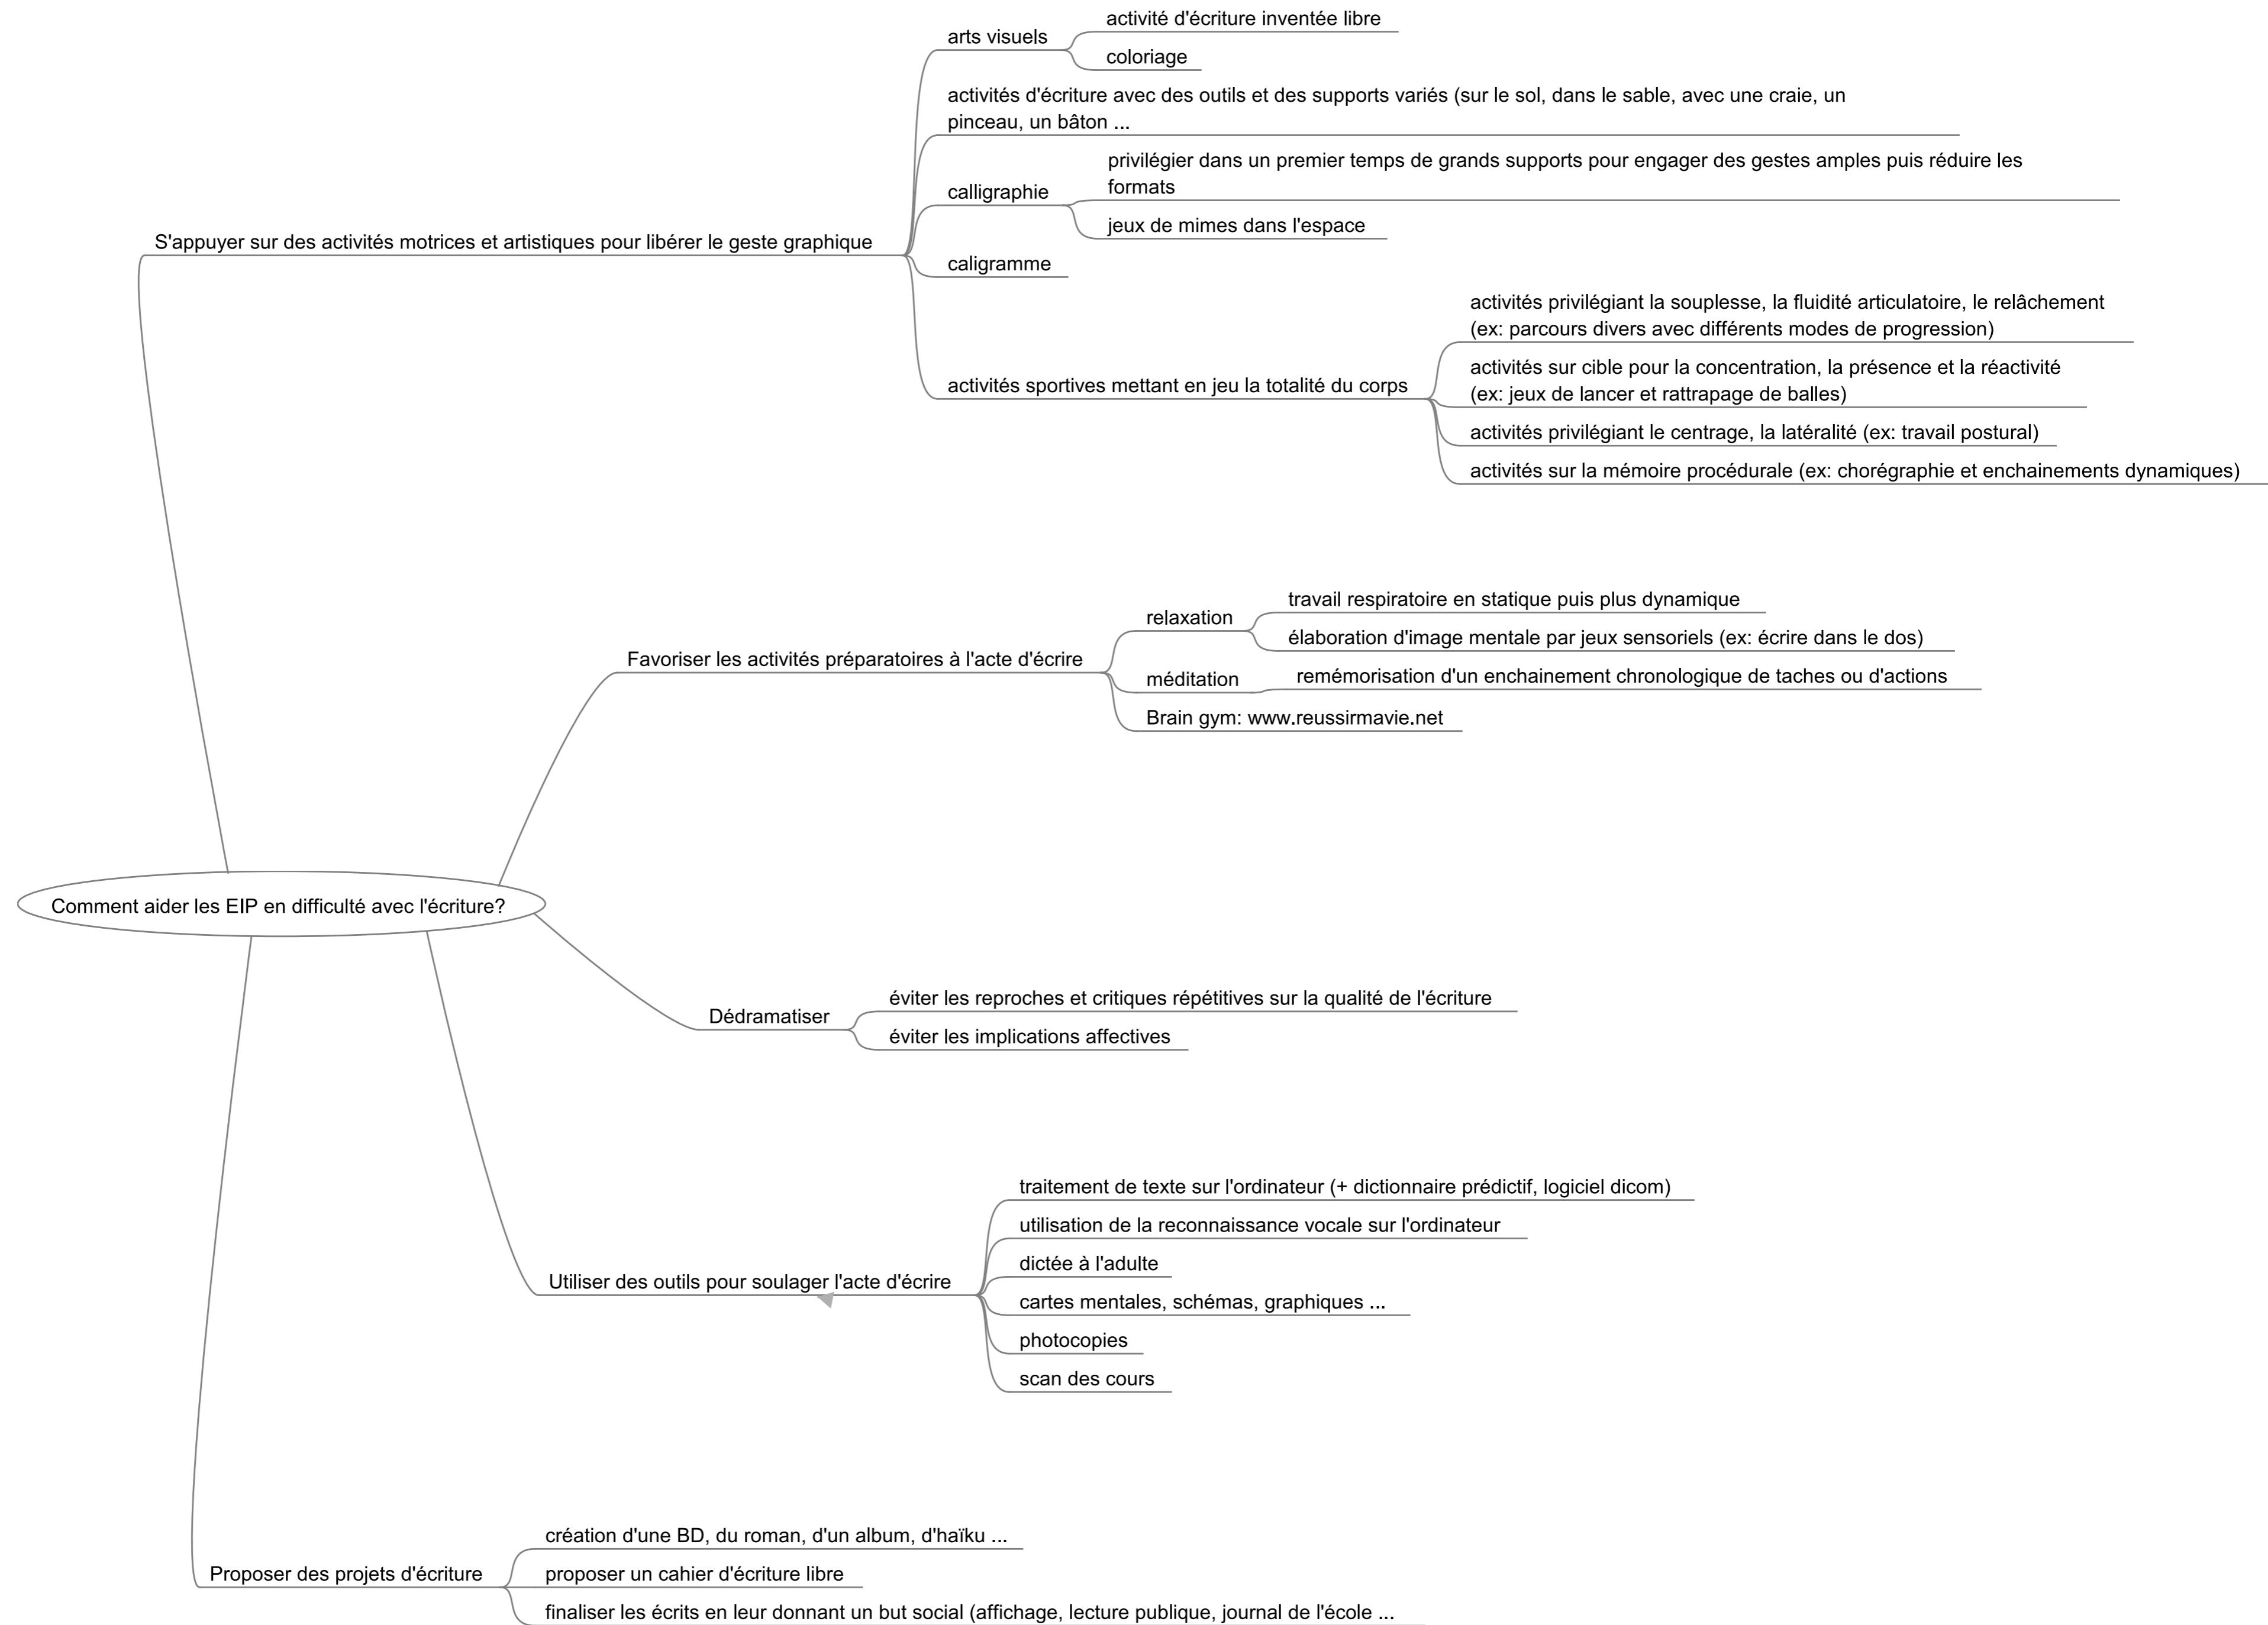 activité d'écriture inventée libre
arts visuels
coloriage
activités d'écriture avec des outils et des supports variés (sur le sol, dans le sable, avec une craie, un
pinceau, un bâton ...
privilégier dans un premier temps de grands supports pour engager des gestes amples puis réduire les
formats
calligraphie
jeux de mimes dans l'espace
S'appuyer sur des activités motrices et artistiques pour libérer le geste graphique
caligramme
activités privilégiant la souplesse, la fluidité articulatoire, le relâchement
(ex: parcours divers avec différents modes de progression)
activités sur cible pour la concentration, la présence et la réactivité
(ex: jeux de lancer et rattrapage de balles)
activités sportives mettant en jeu la totalité du corps
activités privilégiant le centrage, la latéralité (ex: travail postural)
activités sur la mémoire procédurale (ex: chorégraphie et enchainements dynamiques)
travail respiratoire en statique puis plus dynamique
relaxation
élaboration d'image mentale par jeux sensoriels (ex: écrire dans le dos)
Favoriser les activités préparatoires à l'acte d'écrire
méditation
remémorisation d'un enchainement chronologique de taches ou d'actions
Brain gym: www.reussirmavie.net
Comment aider les EIP en difficulté avec l'écriture?
éviter les reproches et critiques répétitives sur la qualité de l'écriture
Dédramatiser
éviter les implications affectives
traitement de texte sur l'ordinateur (+ dictionnaire prédictif, logiciel dicom)
utilisation de la reconnaissance vocale sur l'ordinateur
dictée à l'adulte
Utiliser des outils pour soulager l'acte d'écrire
cartes mentales, schémas, graphiques ...
photocopies
scan des cours
création d'une BD, du roman, d'un album, d'haïku ...
Proposer des projets d'écriture
proposer un cahier d'écriture libre
finaliser les écrits en leur donnant un but social (affichage, lecture publique, journal de l'école ...